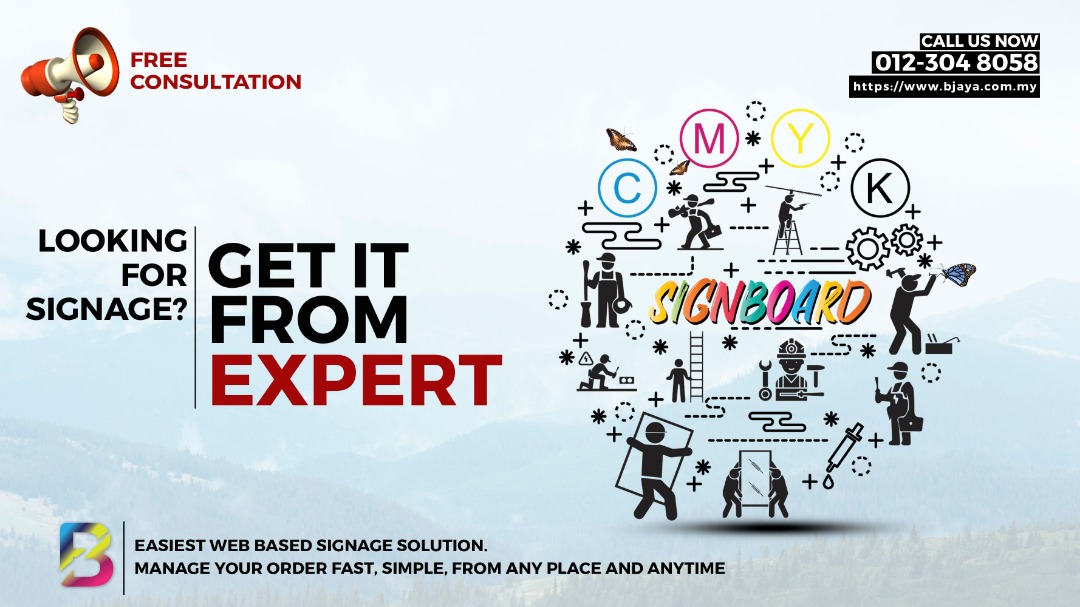 FREE
CONSULTATION
CALL US NOW
012-304 8058
https://www.bjaya.com.my
C
M
Y
K
LOOKING
FOR
SIGNAGE?
GET IT
FROM
EXPERT
SIGNBOARD
B
EASIEST WEB BASED SIGNAGE SOLUTION.
MANAGE YOUR ORDER FAST, SIMPLE, FROM ANY PLACE AND ANYTIME